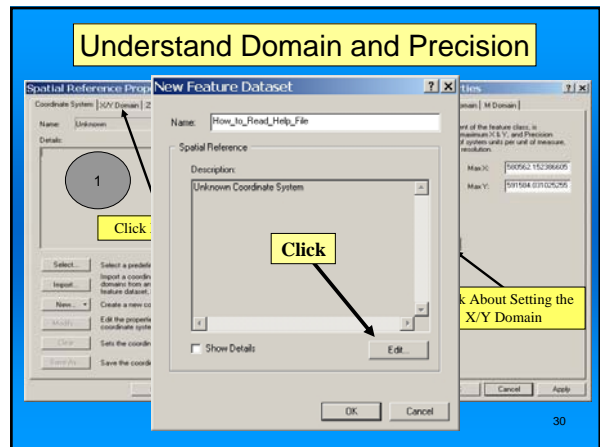 Understand Domain and Precision
Spatial Reference Prop
Coordinate System X/Y Domain Z
Name: Unknown
Details:
1
Click
Select... Select a predefin
Import... Import a coordin
domains from an
feature dataset,
New... Create a new co
Modify... Edit the properti
coordinate syste
Clear Sets the coordin
Save As... Save the coordi
New Feature Dataset
Name: How_to_Read_Help_File
Spatial Reference
Description:
Unknown Coordinate System
Click
Show Details
Edit...
OK Cancel
ties
main M Domain
ent of the feature class, is
maximum X & Y, and Precision
f system units per unit of measure,
resolution.
Max X: 580562.152386605
Max Y: 591504.031025255
k About Setting the
X/Y Domain
Cancel Apply
30